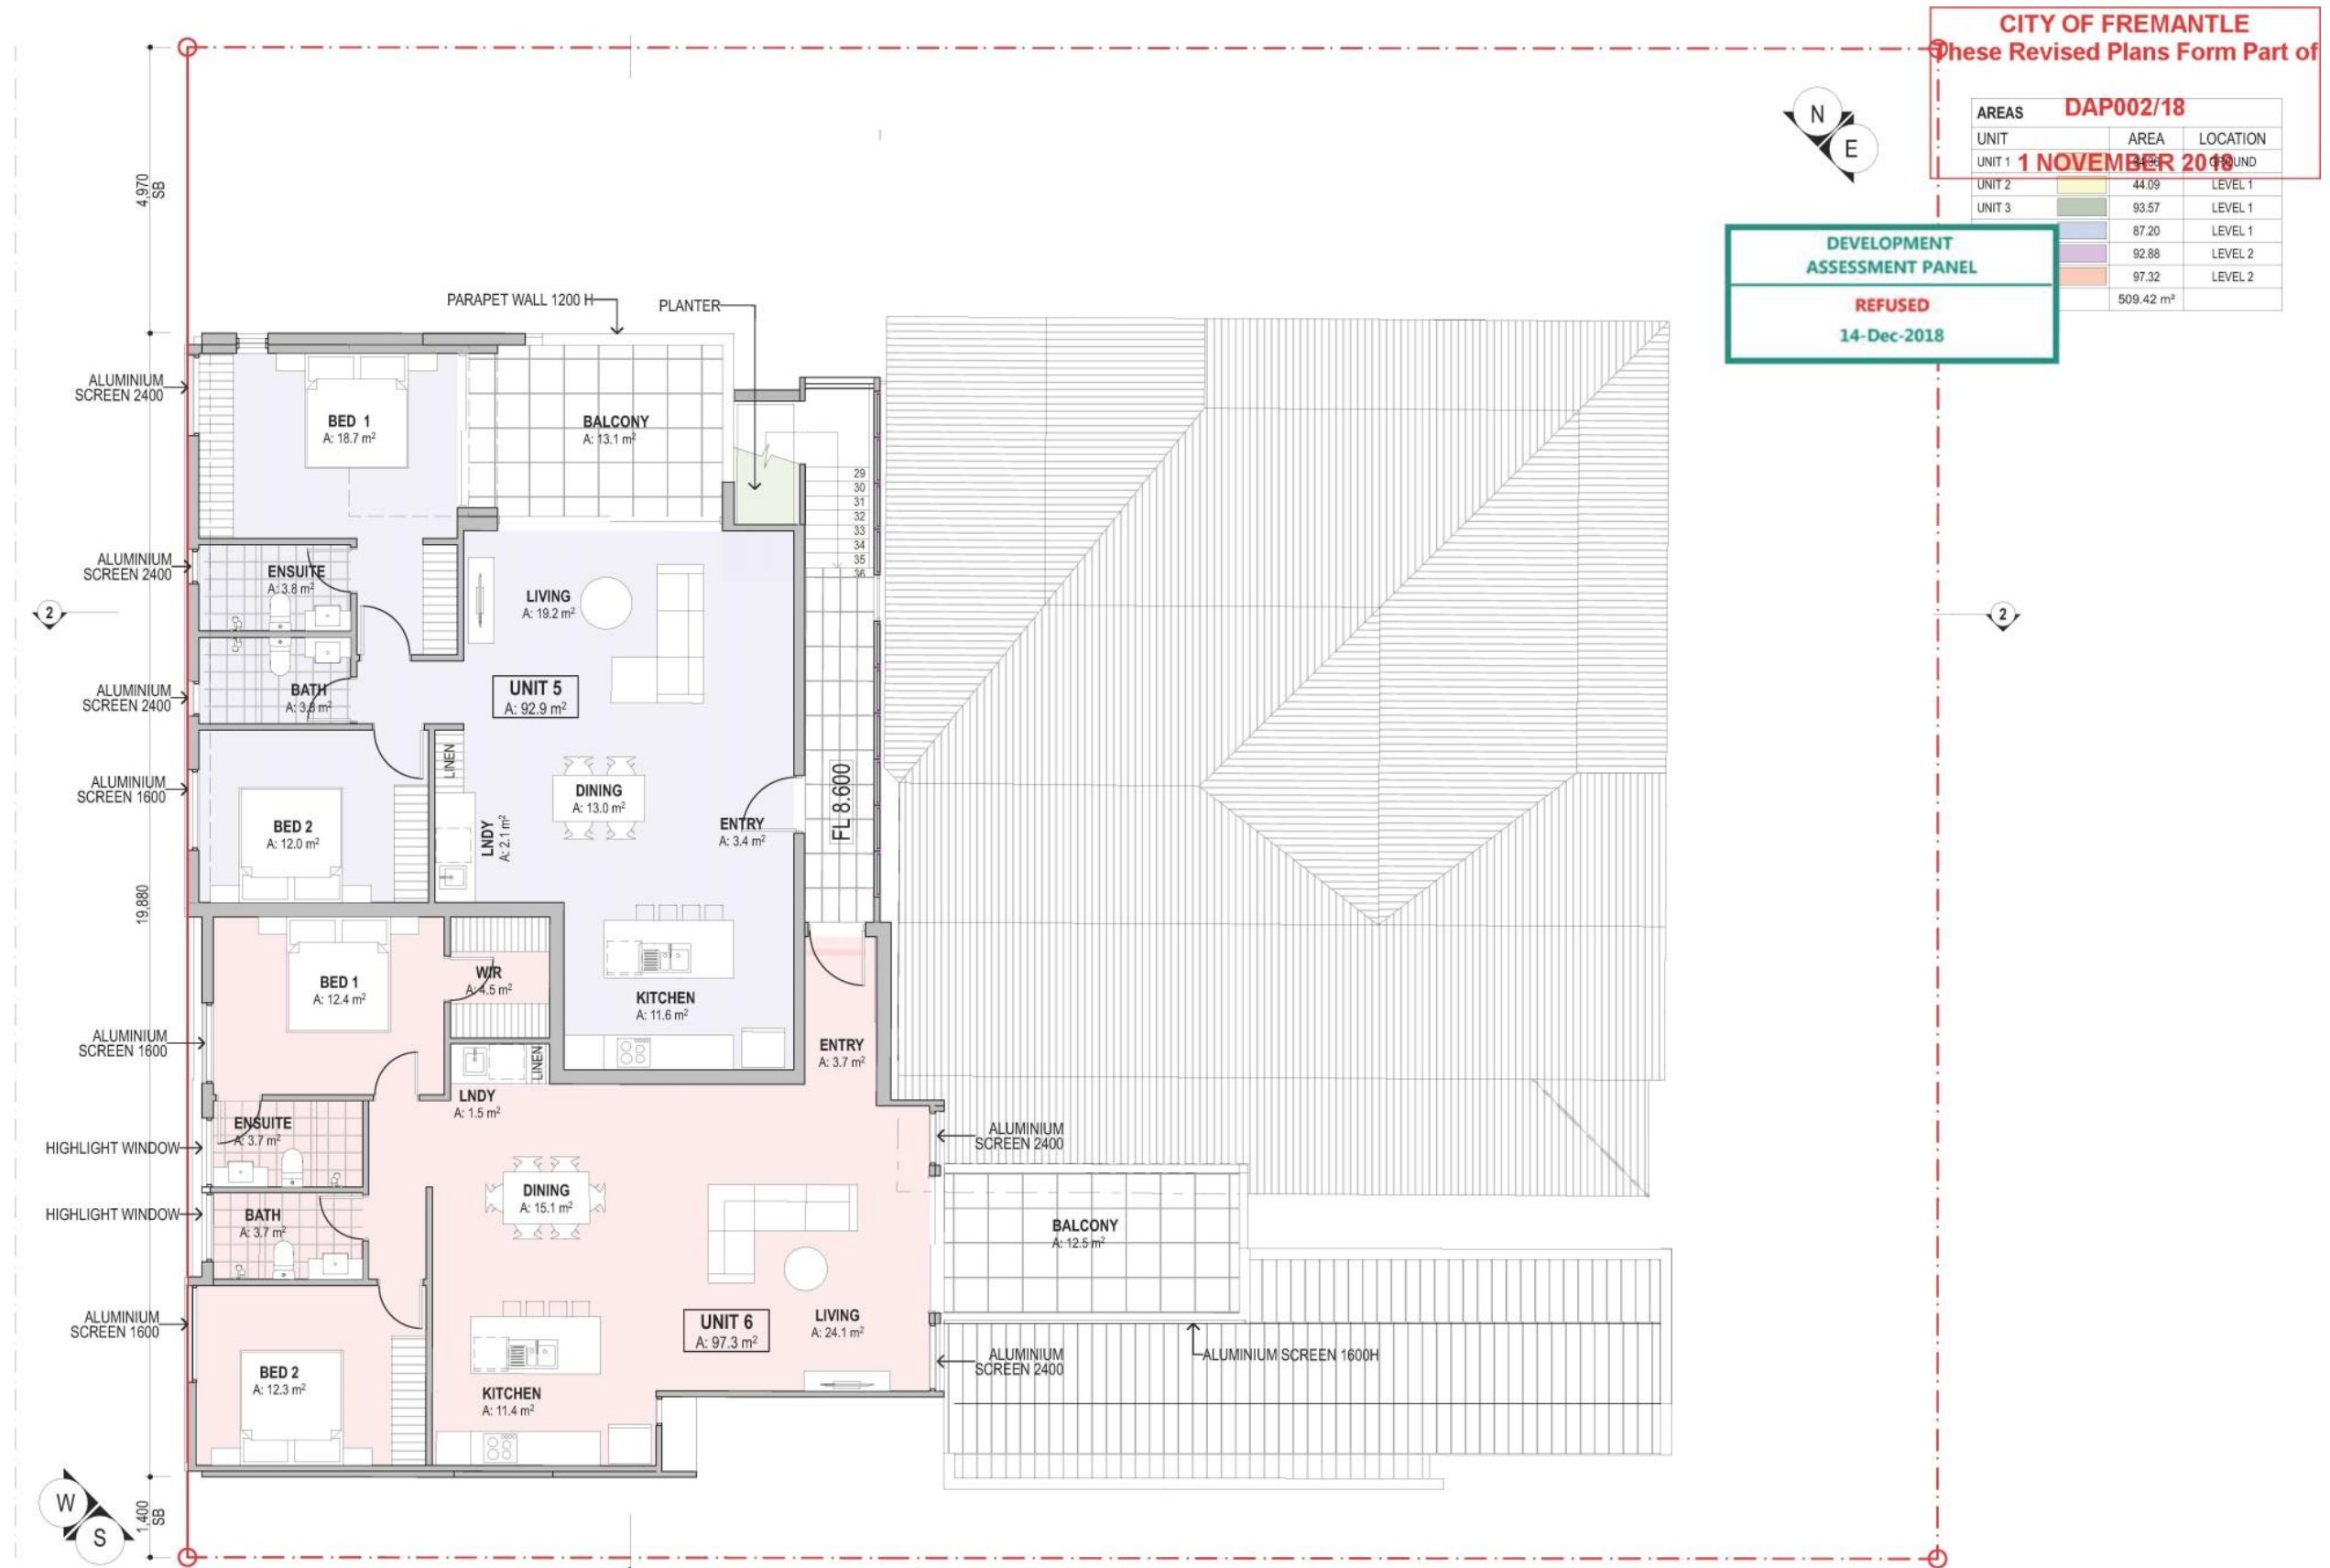 CITY OF FREMANTLE
These Revised Plans Form Part of
DAP002/18
1 NOVEMBER 2018
AREAS
UNIT AREA LOCATION
UNIT 1
UNIT 2 44.09 LEVEL 1
UNIT 3 93.57 LEVEL 1
87.20 LEVEL 1
92.88 LEVEL 2
97.32 LEVEL 2
509.42 m²
DEVELOPMENT
ASSESSMENT PANEL
REFUSED
14-Dec-2018
N
E
4,970
SB
PARAPET WALL 1200 H
PLANTER
ALUMINIUM
SCREEN 2400
BED 1
A: 18.7 m²
BALCONY
A: 13.1 m²
29
30
31
32
33
34
35
36
ALUMINIUM
SCREEN 2400
ENSUITE
A: 3.8 m²
LIVING
A: 19.2 m²
2
2
ALUMINIUM
SCREEN 2400
BATH
A: 3.8 m²
UNIT 5
A: 92.9 m²
LINEN
ALUMINIUM
SCREEN 1600
DINING
A: 13.0 m²
FL 8.600
BED 2
A: 12.0 m²
LNDY
A: 2.1 m²
ENTRY
A: 3.4 m²
19,880
BED 1
A: 12.4 m²
WIR
A: 4.5 m²
KITCHEN
A: 11.6 m²
ALUMINIUM
SCREEN 1600
LINEN
ENTRY
A: 3.7 m²
LNDY
A: 1.5 m²
ENSUITE
A: 3.7 m²
HIGHLIGHT WINDOW
ALUMINIUM
SCREEN 2400
DINING
A: 15.1 m²
HIGHLIGHT WINDOW
BATH
A: 3.7 m²
BALCONY
A: 12.5 m²
ALUMINIUM
SCREEN 1600
UNIT 6
A: 97.3 m²
LIVING
A: 24.1 m²
ALUMINIUM
SCREEN 2400
ALUMINIUM SCREEN 1600H
BED 2
A: 12.3 m²
KITCHEN
A: 11.4 m²
W
S
1,400
SB